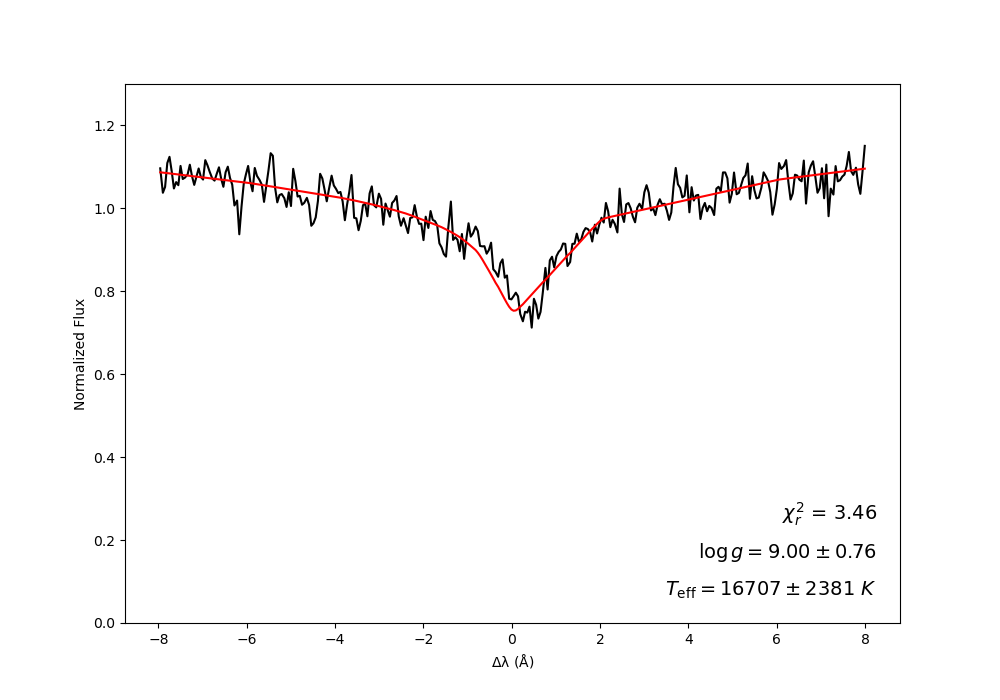 1.2
1.0
0.8
0.6
0.4
0.2
0.0
Normalized Flux
χ²ᵣ = 3.46
log g = 9.00 ± 0.76
T_eff = 16707 ± 2381 K
−8 −6 −4 −2 0 2 4 6 8
Δλ (Å)